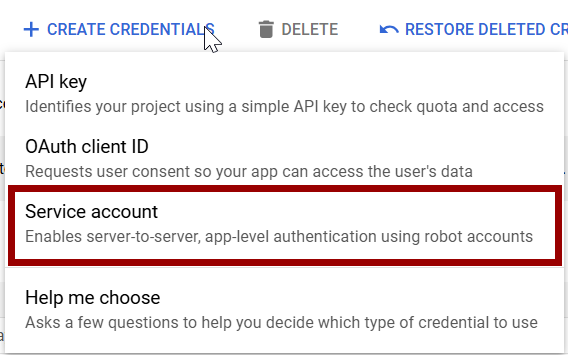 CREATE CREDENTIALS DELETE RESTORE DELETED CR
API key
Identifies your project using a simple API key to check quota and access
OAuth client ID
Requests user consent so your app can access the user's data
Service account
Enables server-to-server, app-level authentication using robot accounts
Help me choose
Asks a few questions to help you decide which type of credential to use